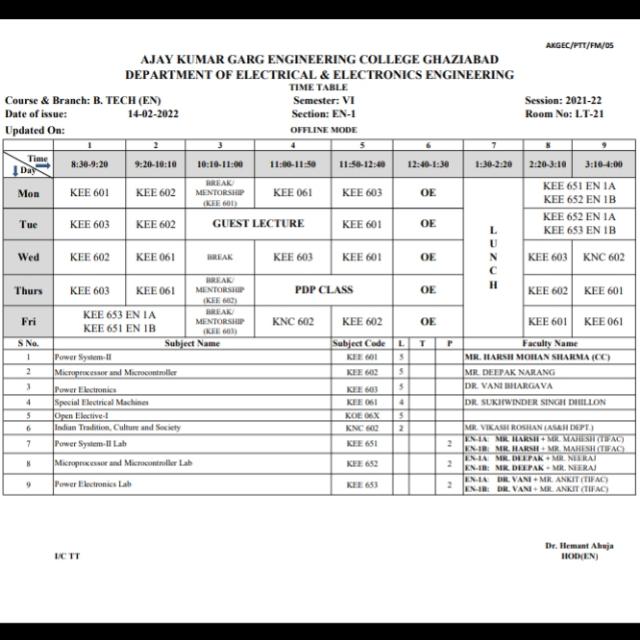 AKGEC/PTT/FM/05
AJAY KUMAR GARG ENGINEERING COLLEGE GHAZIABAD
DEPARTMENT OF ELECTRICAL & ELECTRONICS ENGINEERING
TIME TABLE
Course & Branch: B. TECH (EN) Semester: VI Session: 2021-22
Date of issue: 14-02-2022 Section: EN-1 Room No: LT-21
Updated On: OFFLINE MODE
1 2 3 4 5 6 7 8 9
Time Day 8:30-9:20 9:20-10:10 10:10-11:00 11:00-11:50 11:50-12:40 12:40-1:30 1:30-2:20 2:20-3:10 3:10-4:00
Mon KEE 601 KEE 602 BREAK/ MENTORSHIP (KEE 601) KEE 061 KEE 603 OE LUNCH KEE 651 EN 1A
KEE 652 EN 1B
Tue KEE 603 KEE 602 GUEST LECTURE KEE 601 OE KEE 652 EN 1A
KEE 653 EN 1B
Wed KEE 602 KEE 061 BREAK KEE 603 KEE 601 OE KEE 603 KNC 602
Thurs KEE 603 KEE 061 BREAK/ MENTORSHIP (KEE 602) PDP CLASS OE KEE 602 KEE 601
Fri KEE 653 EN 1A
KEE 651 EN 1B BREAK/ MENTORSHIP (KEE 603) KNC 602 KEE 602 OE KEE 601 KEE 061
S No. Subject Name Subject Code L T P Faculty Name
1 Power System-II KEE 601 5 MR. HARSH MOHAN SHARMA (CC)
2 Microprocessor and Microcontroller KEE 602 5 MR. DEEPAK NARANG
3 Power Electronics KEE 603 5 DR. VANI BHARGAVA
4 Special Electrical Machines KEE 061 4 DR. SUKHWINDER SINGH DHILLON
5 Open Elective-I KOE 06X 5
6 Indian Tradition, Culture and Society KNC 602 2 MR. VIKASH ROSHAN (AS&H DEPT.)
7 Power System-II Lab KEE 651 2 EN-1A: MR. HARSH + MR. MAHESH (TIFAC)
EN-1B: MR. HARSH + MR. MAHESH (TIFAC)
8 Microprocessor and Microcontroller Lab KEE 652 2 EN-1A: MR. DEEPAK + MR. NEERAJ
EN-1B: MR. DEEPAK + MR. NEERAJ
9 Power Electronics Lab KEE 653 2 EN-1A: DR. VANI + MR. ANKIT (TIFAC)
EN-1B: DR. VANI + MR. ANKIT (TIFAC)
I/C TT
Dr. Hemant Ahuja
HOD(EN)